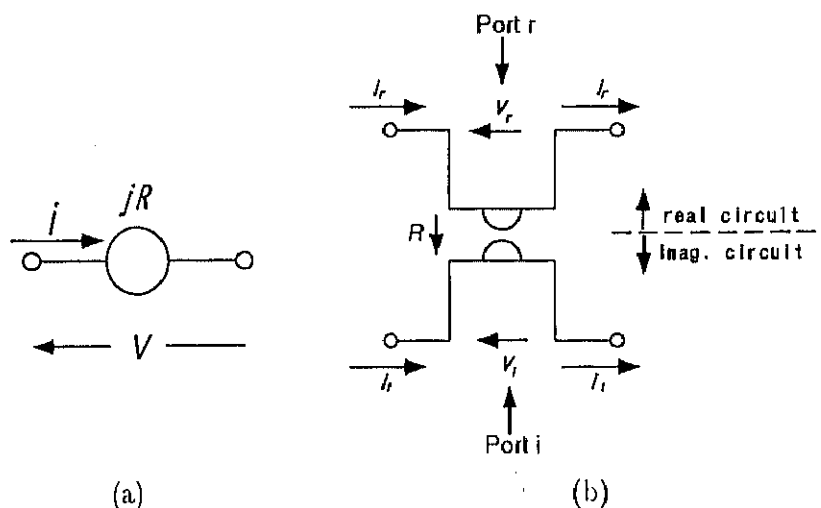 Port r
I_r I_r
V_r
jR
i
R
real circuit
Imag. circuit
V
V_i
I_i I_i
Port i
(a) (b)